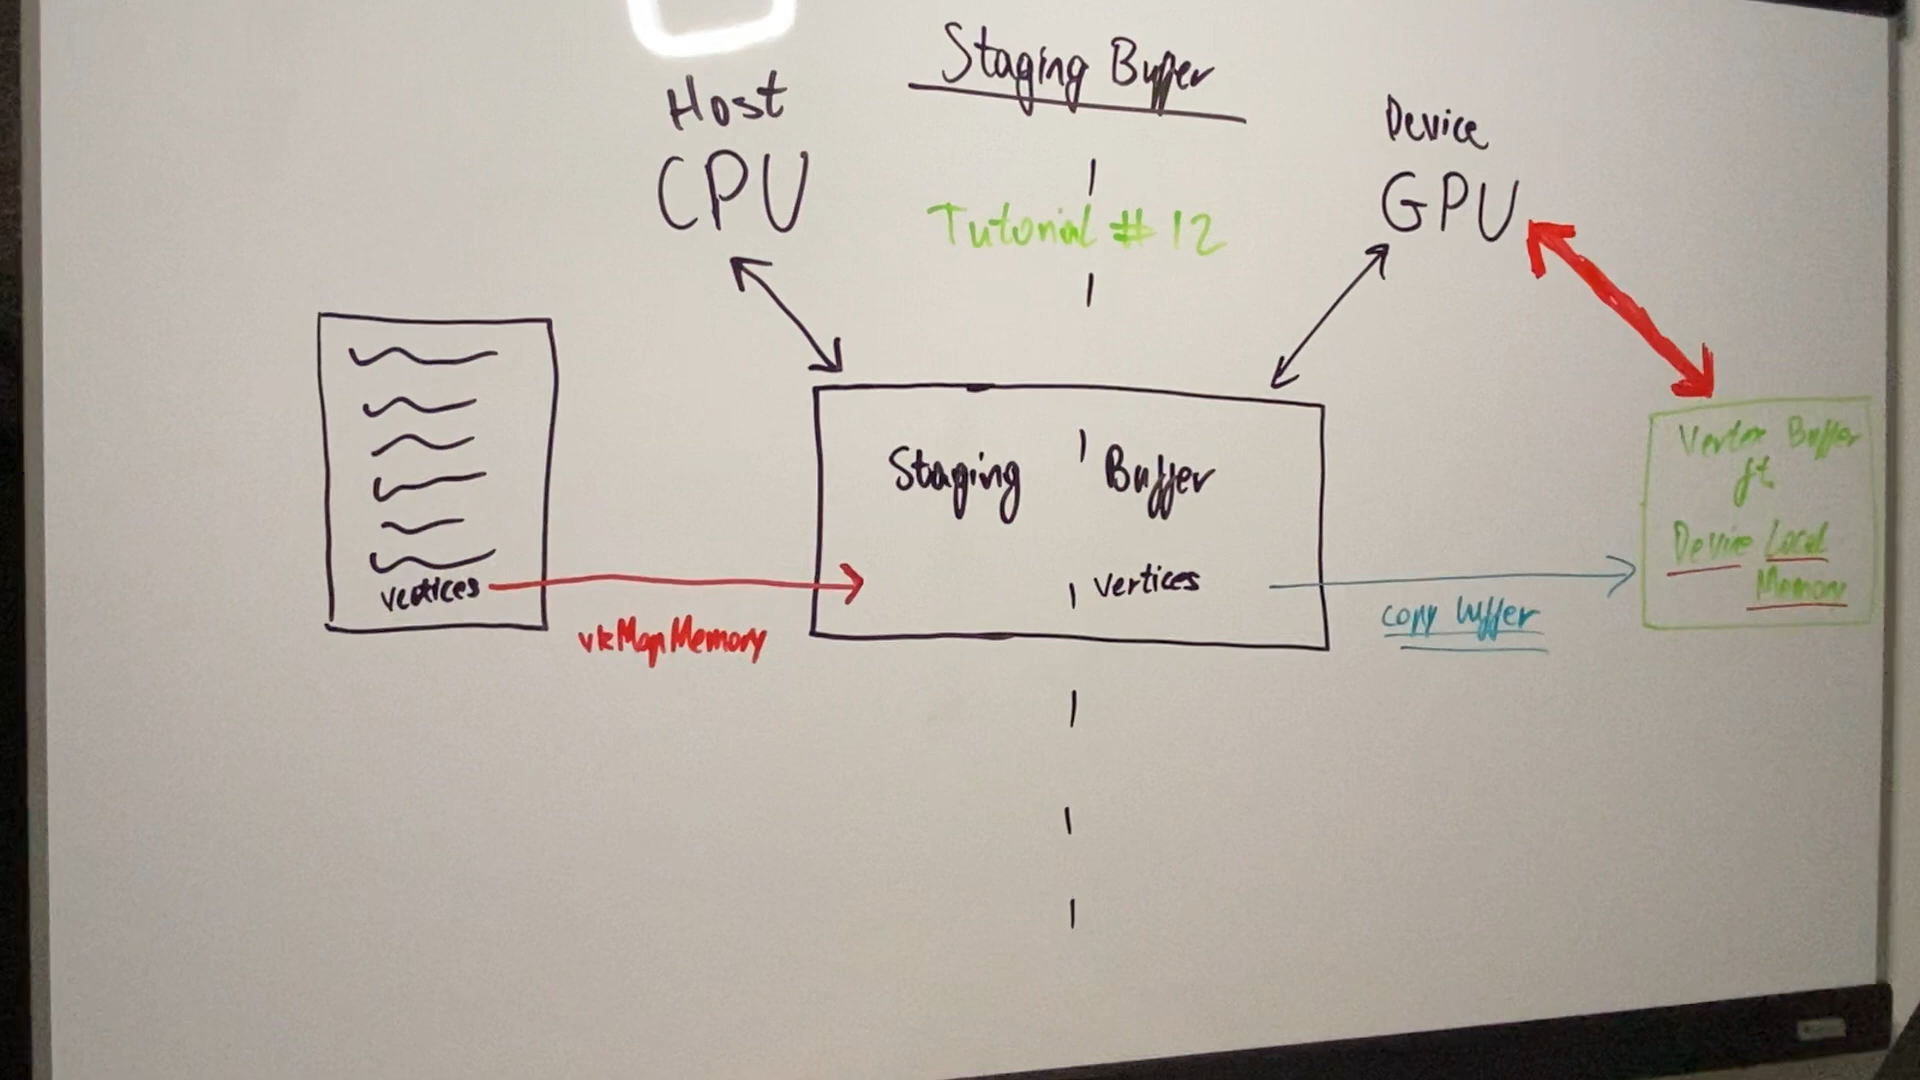 Staging Buffer
Host
CPU
Tutorial # 12
Device
GPU
Staging Buffer
vertices
vertices
vkMapMemory
copy buffer
Vertex Buffer
ft.
Device Local
Memory